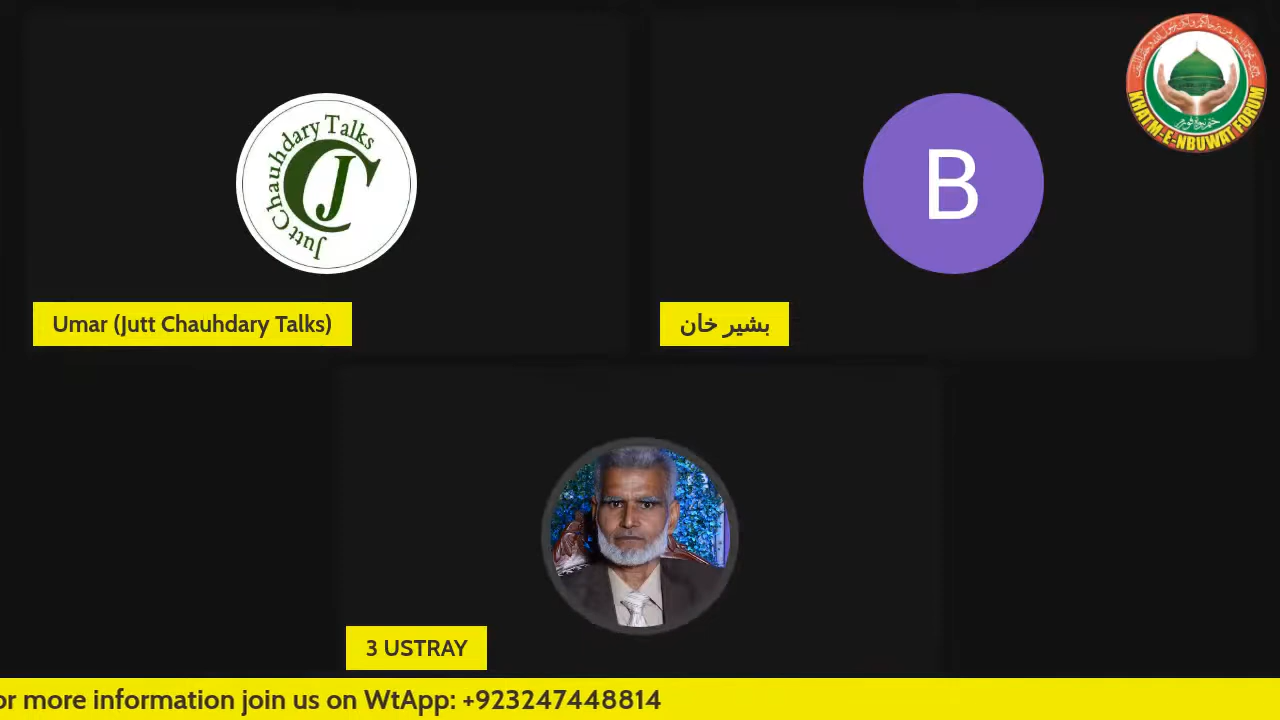 Jutt Chauhdary Talks
CJ
B
KHATM-E-NBUWAT FORUM
Umar (Jutt Chauhdary Talks)
بشیر خان
3 USTRAY
or more information join us on WtApp: +923247448814